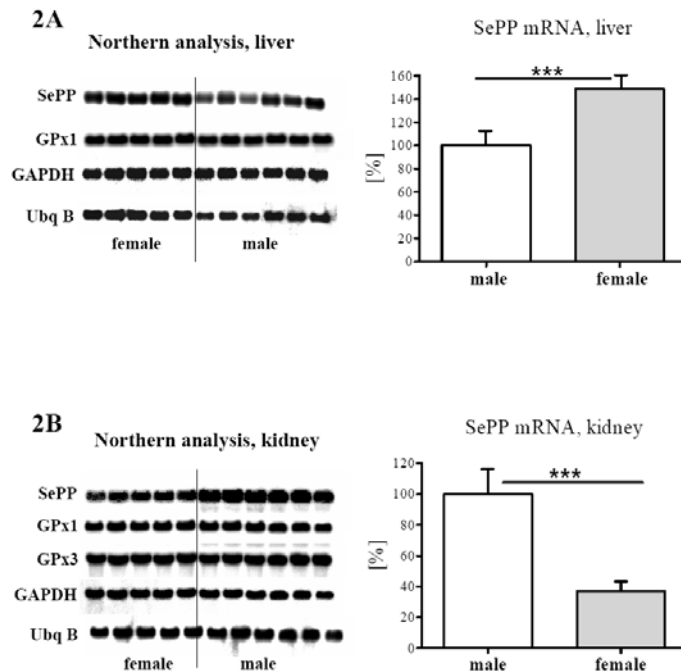 2A
Northern analysis, liver
SePP
GPx1
GAPDH
Ubq B
female male
SePP mRNA, liver
***
[%]
160
140
120
100
80
60
40
20
0
male female
2B
Northern analysis, kidney
SePP
GPx1
GPx3
GAPDH
Ubq B
female male
SePP mRNA, kidney
***
[%]
120
100
80
60
40
20
0
male female